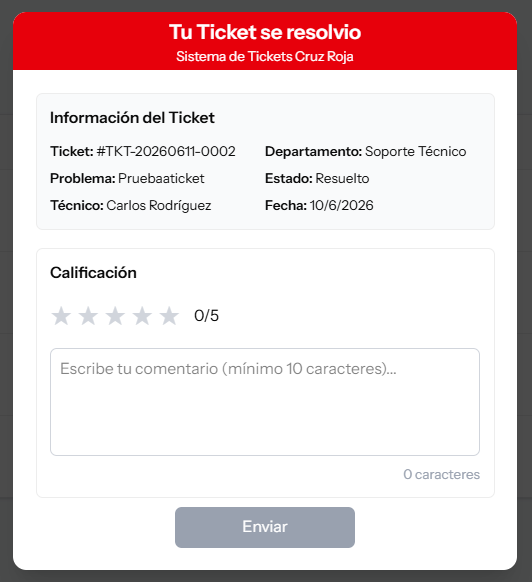 Tu Ticket se resolvio
Sistema de Tickets Cruz Roja
Información del Ticket
Ticket: #TKT-20260611-0002 Departamento: Soporte Técnico
Problema: Pruebaaticket Estado: Resuelto
Técnico: Carlos Rodríguez Fecha: 10/6/2026
Calificación
0/5
Escribe tu comentario (mínimo 10 caracteres)...
0 caracteres
Enviar